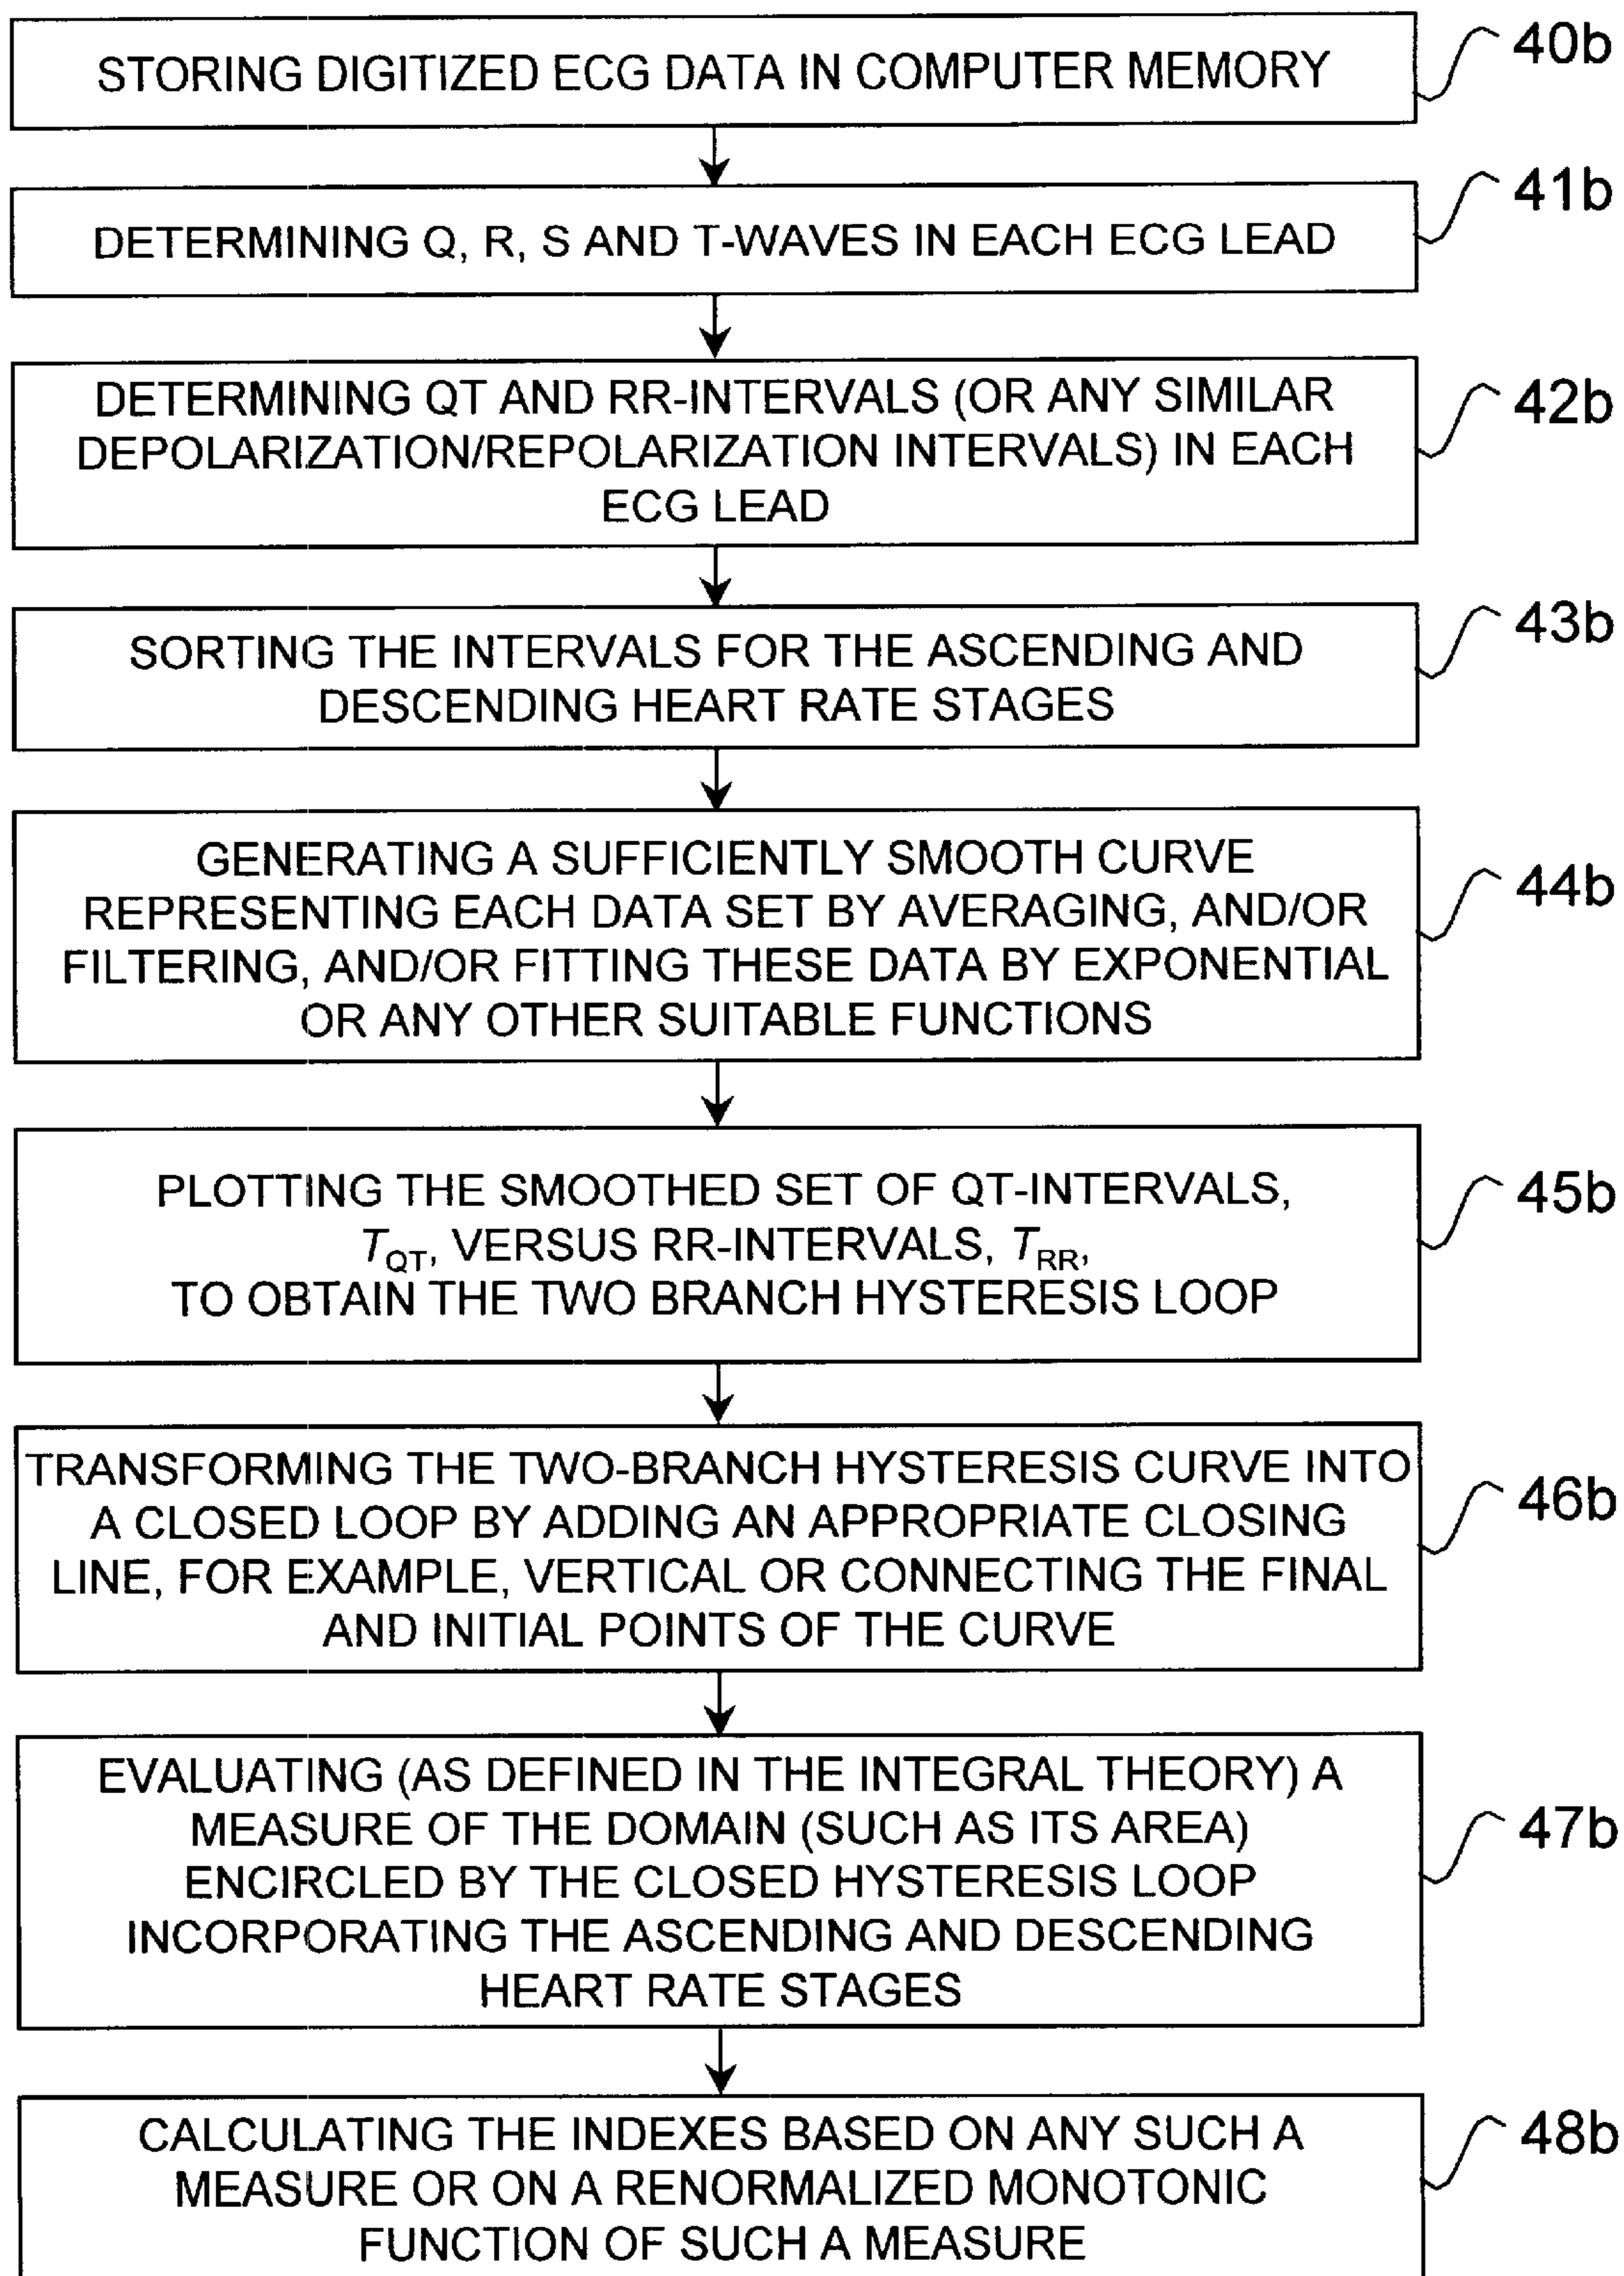 STORING DIGITIZED ECG DATA IN COMPUTER MEMORY
40b
DETERMINING Q, R, S AND T-WAVES IN EACH ECG LEAD
41b
DETERMINING QT AND RR-INTERVALS (OR ANY SIMILAR
DEPOLARIZATION/REPOLARIZATION INTERVALS) IN EACH
ECG LEAD
42b
SORTING THE INTERVALS FOR THE ASCENDING AND
DESCENDING HEART RATE STAGES
43b
GENERATING A SUFFICIENTLY SMOOTH CURVE
REPRESENTING EACH DATA SET BY AVERAGING, AND/OR
FILTERING, AND/OR FITTING THESE DATA BY EXPONENTIAL
OR ANY OTHER SUITABLE FUNCTIONS
44b
PLOTTING THE SMOOTHED SET OF QT-INTERVALS,
T_QT, VERSUS RR-INTERVALS, T_RR,
TO OBTAIN THE TWO BRANCH HYSTERESIS LOOP
45b
TRANSFORMING THE TWO-BRANCH HYSTERESIS CURVE INTO
A CLOSED LOOP BY ADDING AN APPROPRIATE CLOSING
LINE, FOR EXAMPLE, VERTICAL OR CONNECTING THE FINAL
AND INITIAL POINTS OF THE CURVE
46b
EVALUATING (AS DEFINED IN THE INTEGRAL THEORY) A
MEASURE OF THE DOMAIN (SUCH AS ITS AREA)
ENCIRCLED BY THE CLOSED HYSTERESIS LOOP
INCORPORATING THE ASCENDING AND DESCENDING
HEART RATE STAGES
47b
CALCULATING THE INDEXES BASED ON ANY SUCH A
MEASURE OR ON A RENORMALIZED MONOTONIC
FUNCTION OF SUCH A MEASURE
48b